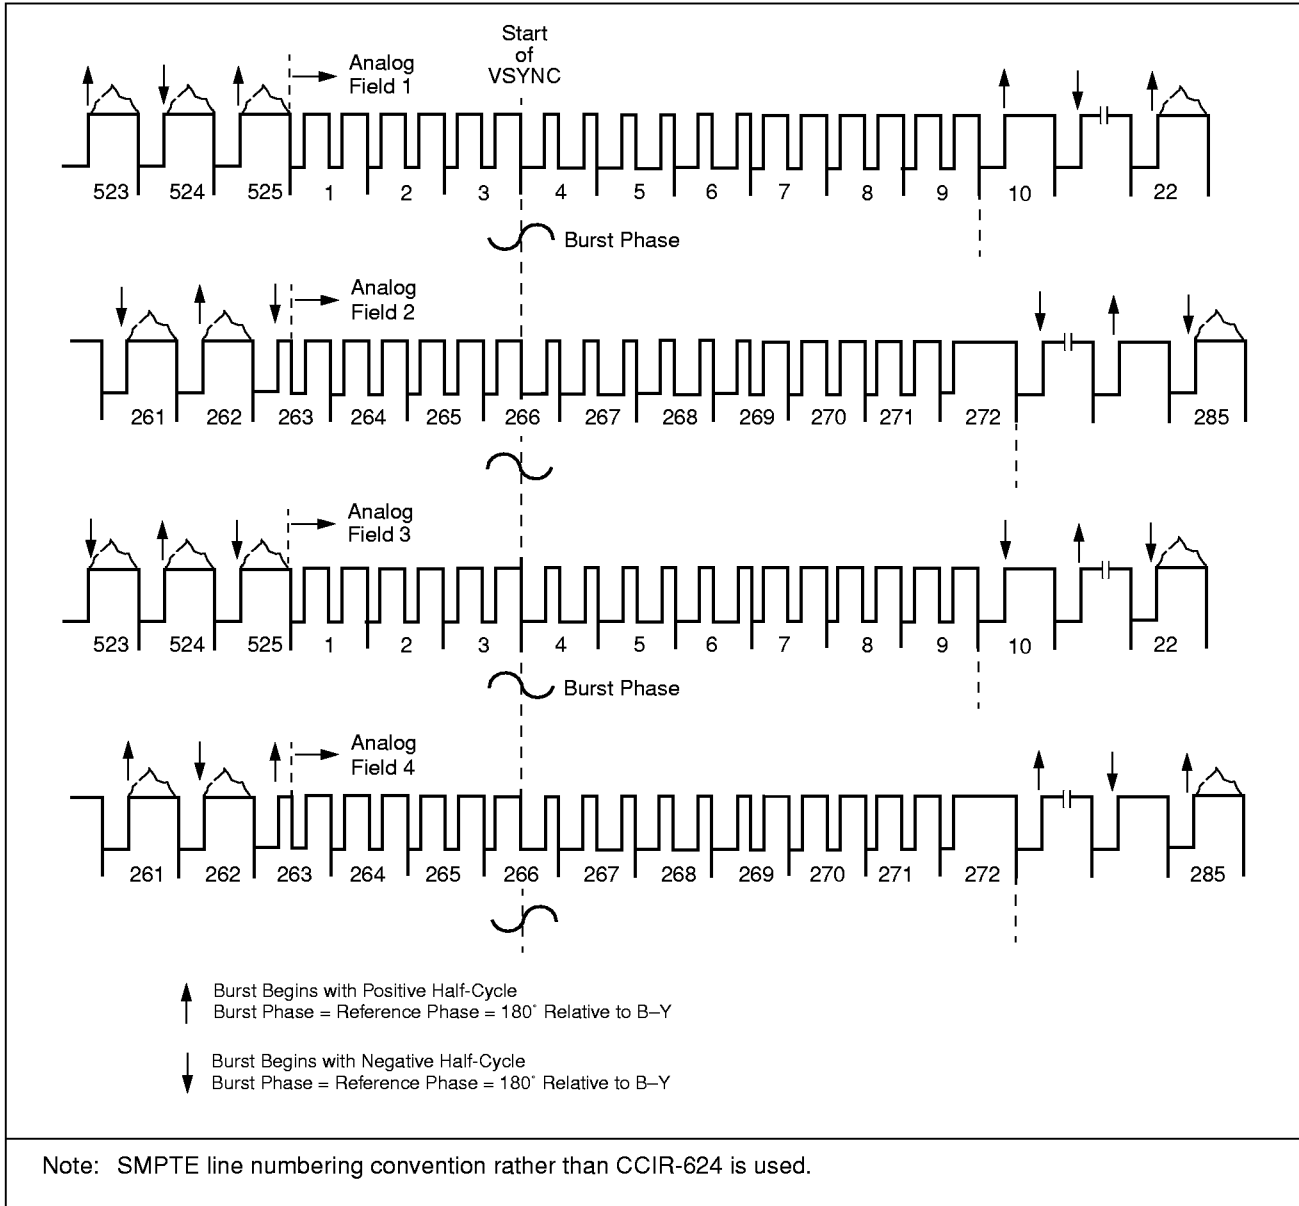 Start
of
VSYNC
Analog
Field 1
523 524 525 1 2 3 4 5 6 7 8 9 10 22
Burst Phase
Analog
Field 2
261 262 263 264 265 266 267 268 269 270 271 272 285
Analog
Field 3
523 524 525 1 2 3 4 5 6 7 8 9 10 22
Burst Phase
Analog
Field 4
261 262 263 264 265 266 267 268 269 270 271 272 285
Burst Begins with Positive Half-Cycle
Burst Phase = Reference Phase = 180° Relative to B–Y
Burst Begins with Negative Half-Cycle
Burst Phase = Reference Phase = 180° Relative to B–Y
Note: SMPTE line numbering convention rather than CCIR-624 is used.